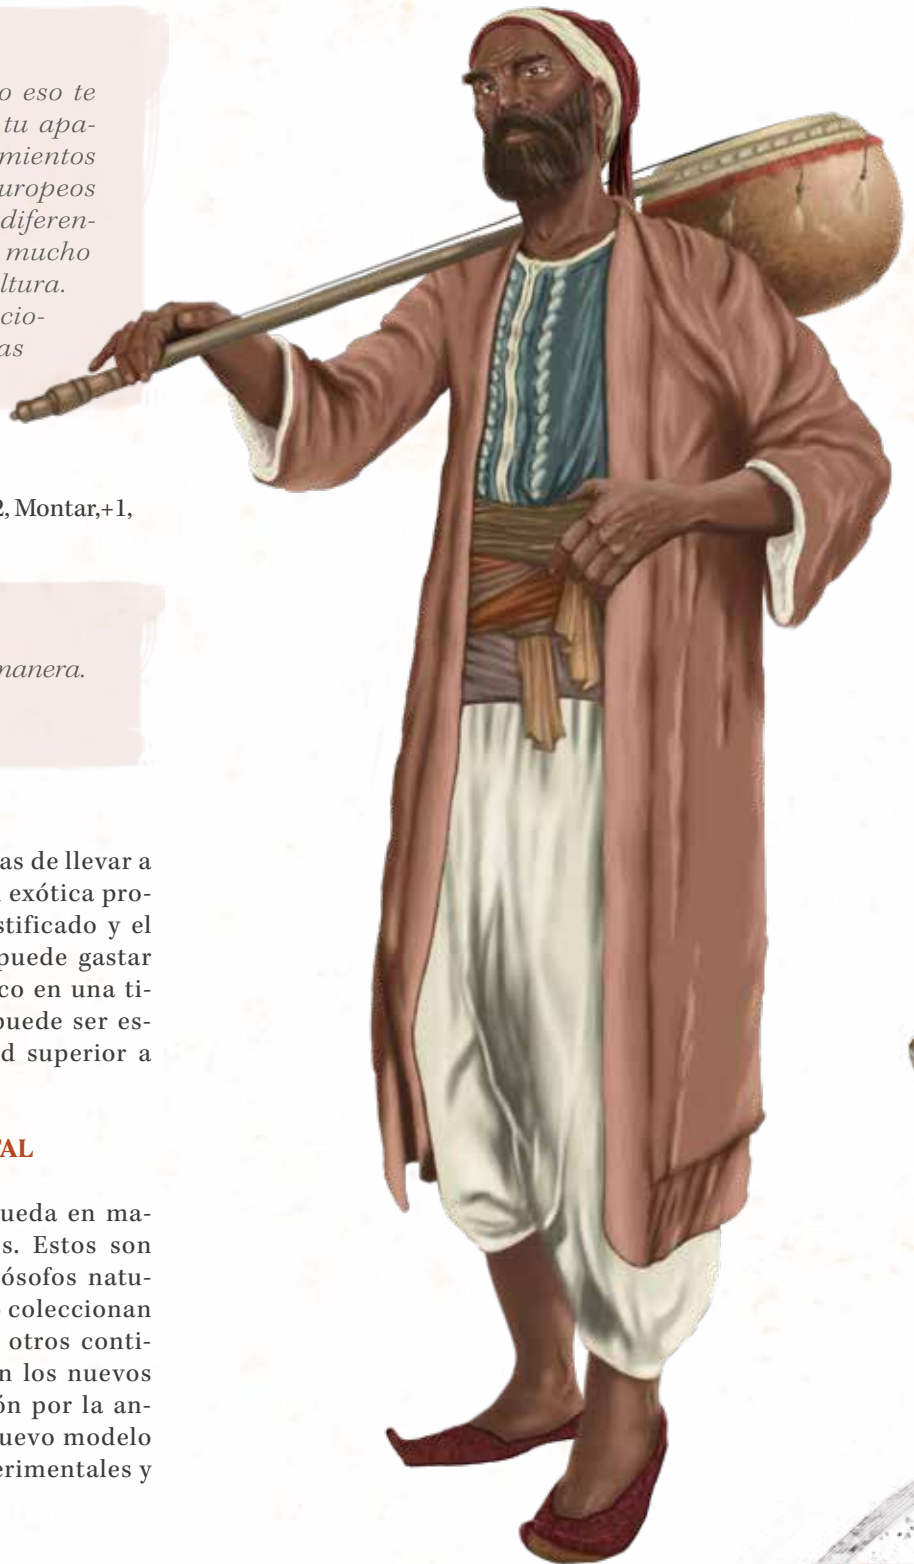 o eso te
tu apa-
mientos
uropeos
diferen-
mucho
ltura.
cio-
as
2, Montar,+1,
manera.
as de llevar a
exótica pro-
stificado y el
puede gastar
co en una ti-
puede ser es-
d superior a
TAL
ueda en ma-
s. Estos son
ósofos natu-
coleccionan
otros conti-
n los nuevos
ón por la an-
uevo modelo
erimentales y